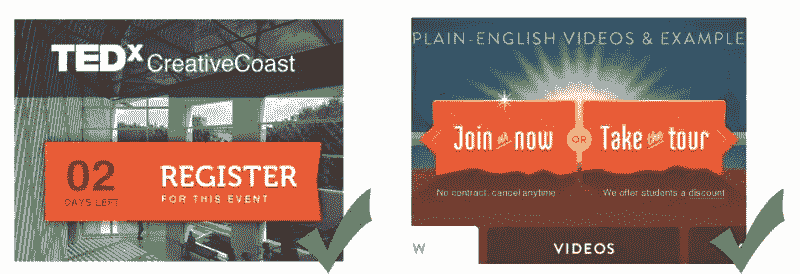 TEDx CreativeCoast
02
DAYS LEFT
REGISTER
FOR THIS EVENT
PLAIN-ENGLISH VIDEOS & EXAMPLE
Join us now
OR
Take the tour
No contract, cancel anytime
We offer students a discount
W
VIDEOS